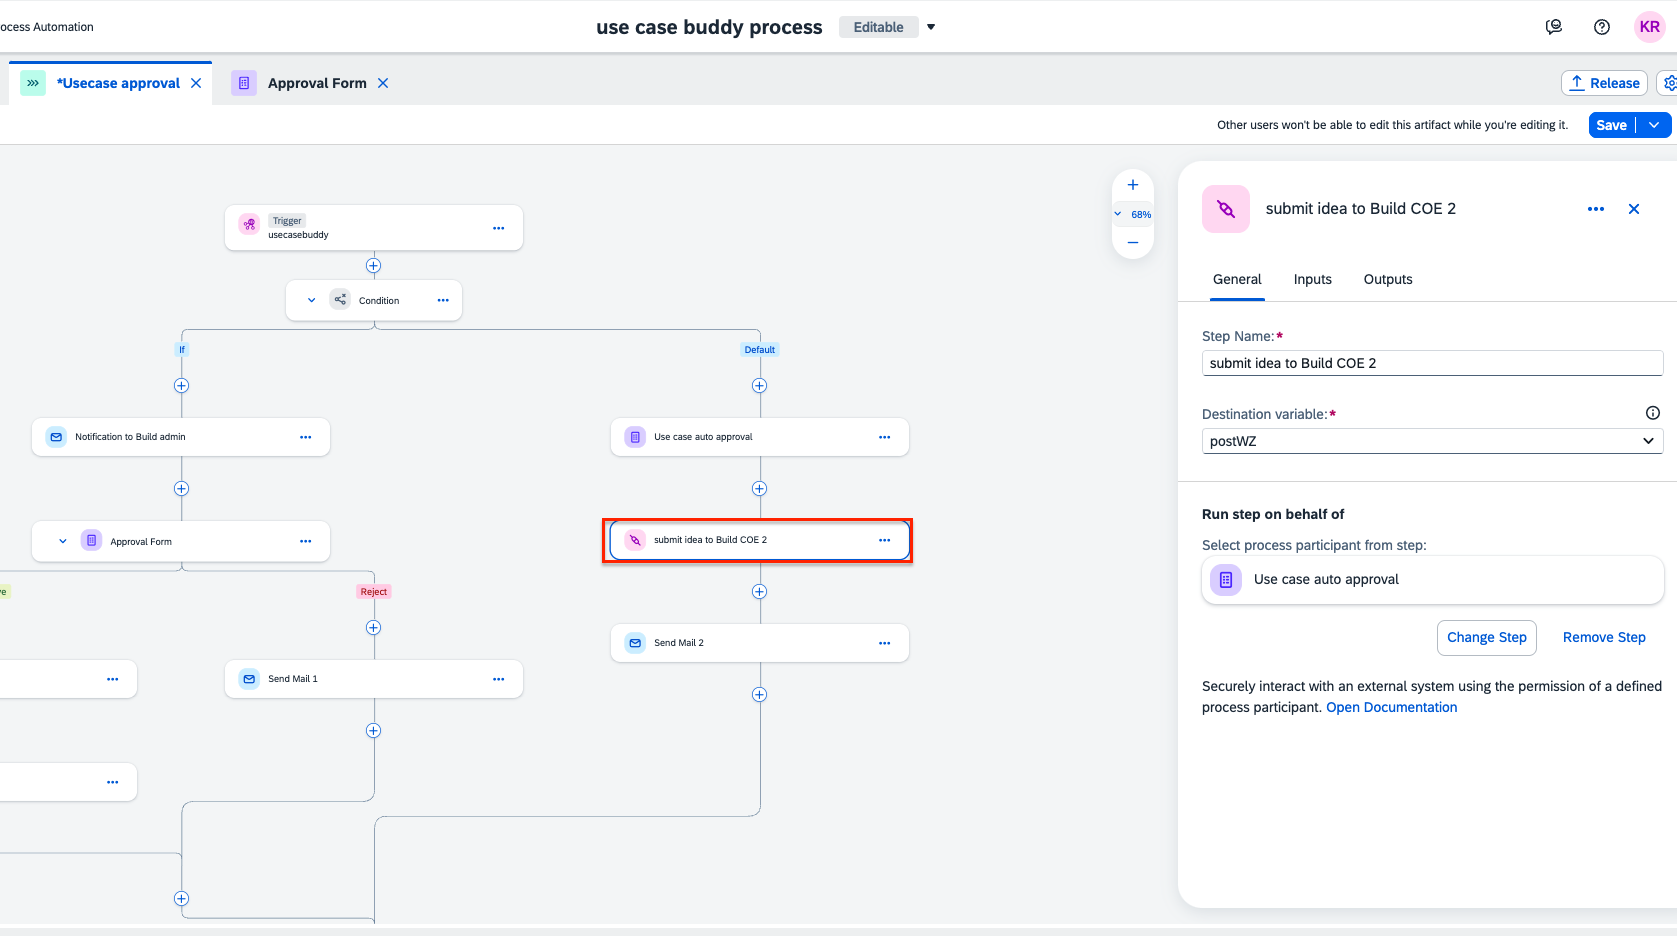 ocess Automation
use case buddy process
Editable
KR
*Usecase approval
Approval Form
Release
Other users won't be able to edit this artifact while you're editing it.
Save
Trigger
usecasebuddy
Condition
If
Default
Notification to Build admin
Use case auto approval
Approval Form
submit idea to Build COE 2
ve
Reject
Send Mail 1
Send Mail 2
68%
submit idea to Build COE 2
General
Inputs
Outputs
Step Name:*
submit idea to Build COE 2
Destination variable:*
postWZ
Run step on behalf of
Select process participant from step:
Use case auto approval
Change Step
Remove Step
Securely interact with an external system using the permission of a defined
process participant. Open Documentation